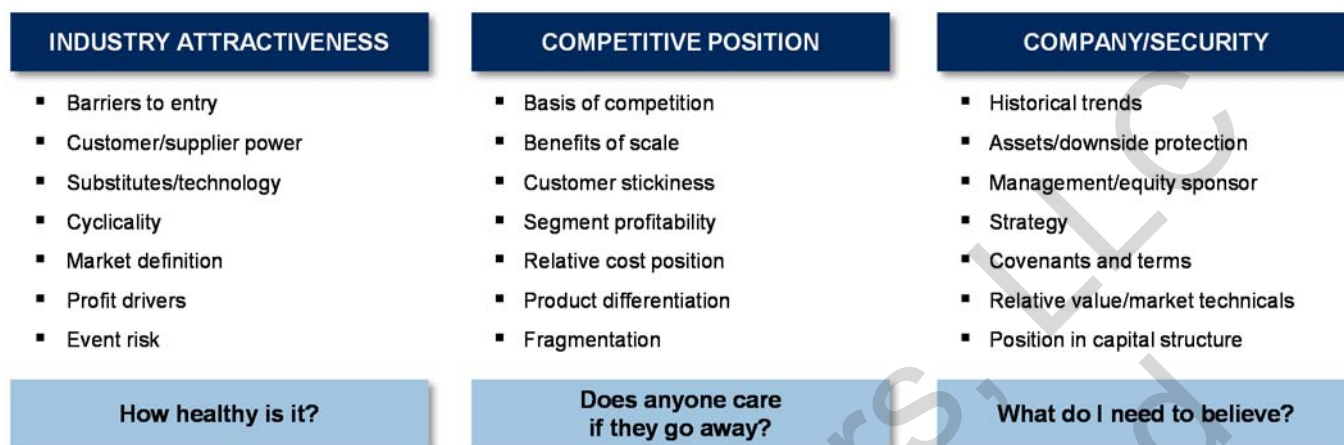 INDUSTRY ATTRACTIVENESS
▪ Barriers to entry
▪ Customer/supplier power
▪ Substitutes/technology
▪ Cyclicality
▪ Market definition
▪ Profit drivers
▪ Event risk
How healthy is it?
COMPETITIVE POSITION
▪ Basis of competition
▪ Benefits of scale
▪ Customer stickiness
▪ Segment profitability
▪ Relative cost position
▪ Product differentiation
▪ Fragmentation
Does anyone care
if they go away?
COMPANY/SECURITY
▪ Historical trends
▪ Assets/downside protection
▪ Management/equity sponsor
▪ Strategy
▪ Covenants and terms
▪ Relative value/market technicals
▪ Position in capital structure
What do I need to believe?
LLC